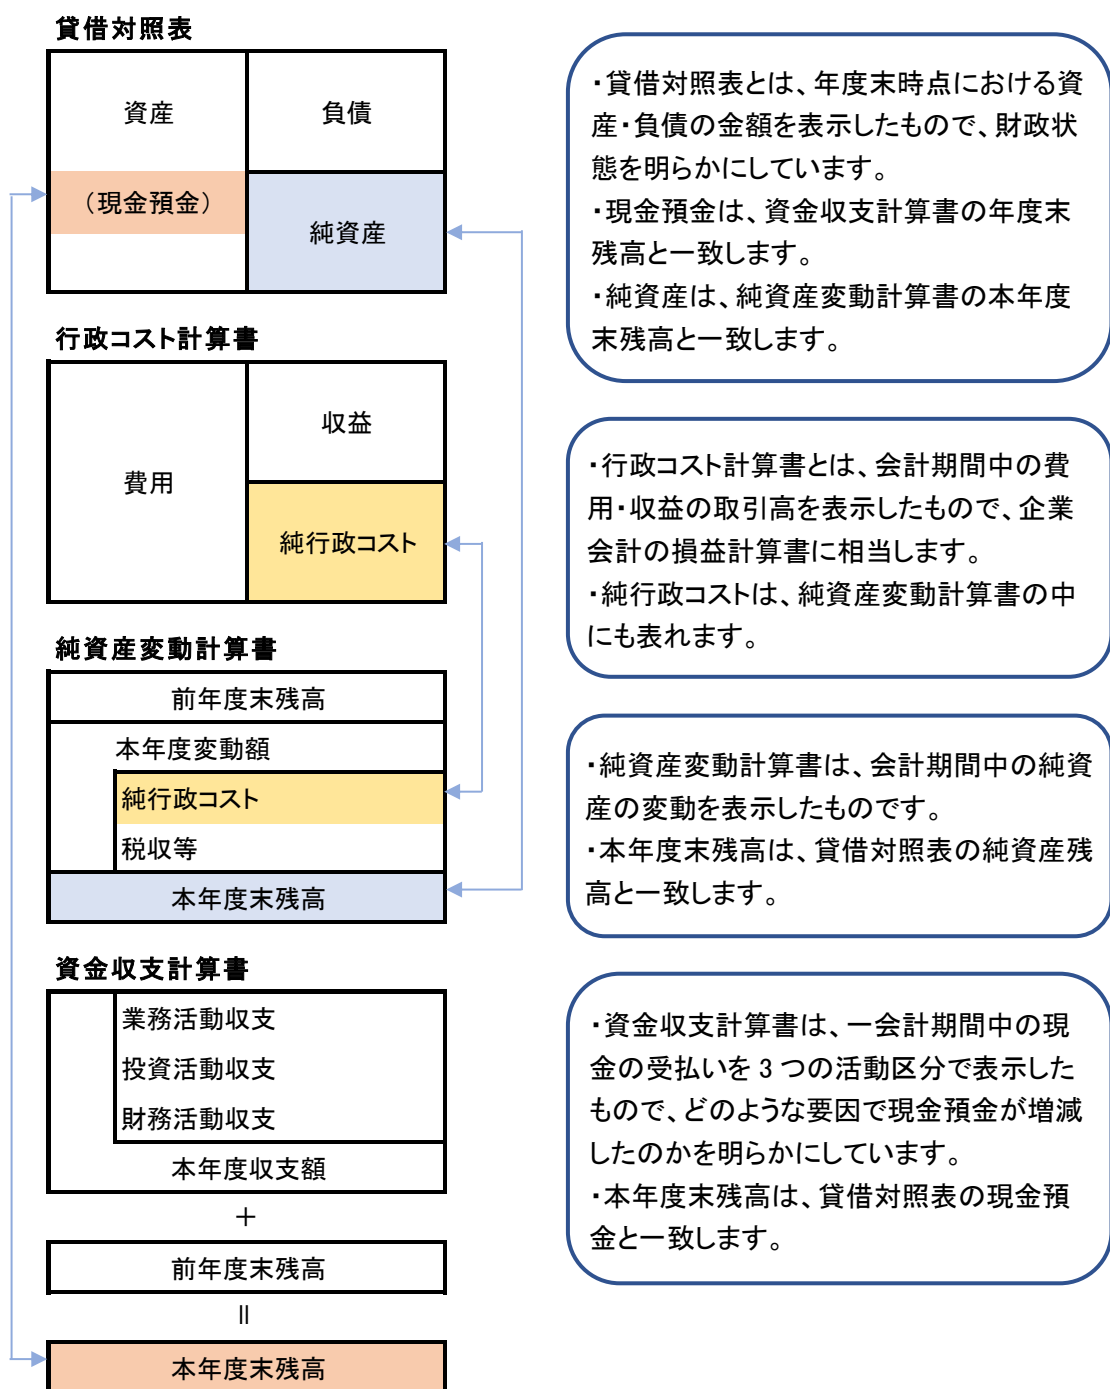 貸借対照表
資産
負債
（現金預金）
純資産
・貸借対照表とは、年度末時点における資
産・負債の金額を表示したもので、財政状
態を明らかにしています。
・現金預金は、資金収支計算書の年度末
残高と一致します。
・純資産は、純資産変動計算書の本年度
末残高と一致します。
行政コスト計算書
費用
収益
純行政コスト
・行政コスト計算書とは、会計期間中の費
用・収益の取引高を表示したもので、企業
会計の損益計算書に相当します。
・純行政コストは、純資産変動計算書の中
にも表れます。
純資産変動計算書
前年度末残高
本年度変動額
純行政コスト
税収等
本年度末残高
・純資産変動計算書は、会計期間中の純資
産の変動を表示したものです。
・本年度末残高は、貸借対照表の純資産残
高と一致します。
資金収支計算書
業務活動収支
投資活動収支
財務活動収支
本年度収支額
＋
前年度末残高
＝
本年度末残高
・資金収支計算書は、一会計期間中の現
金の受払いを 3 つの活動区分で表示した
もので、どのような要因で現金預金が増減
したのかを明らかにしています。
・本年度末残高は、貸借対照表の現金預
金と一致します。